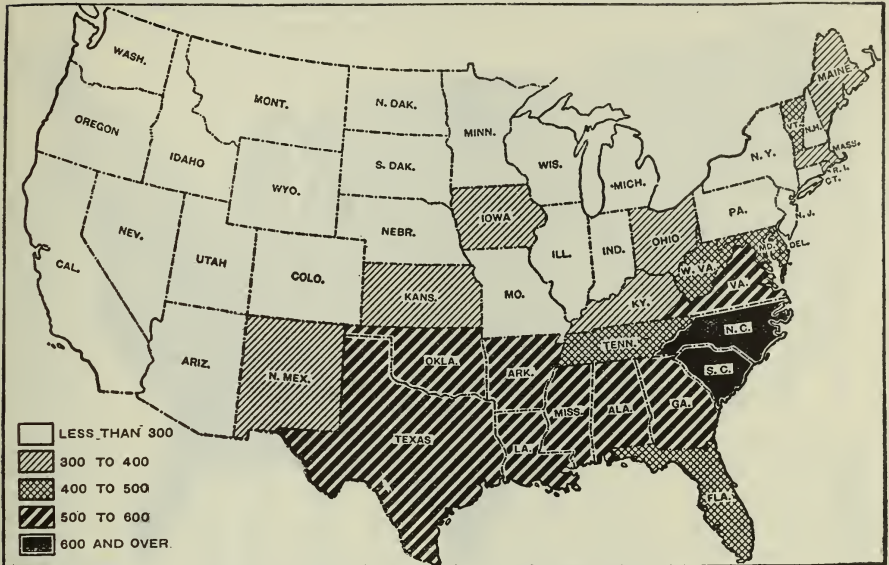 WASH.
OREGON
CAL.
NEV.
IDAHO
MONT.
WYO.
UTAH
COLO.
ARIZ.
N. MEX.
N. DAK.
S. DAK.
NEBR.
KANS.
OKLA.
TEXAS
MINN.
IOWA
MO.
ARK.
LA.
WIS.
ILL.
MICH.
IND.
OHIO
KY.
TENN.
MISS.
ALA.
GA.
FLA.
S. C.
N. C.
VA.
W. VA.
MD.
DEL.
PA.
N. J.
N. Y.
CT.
R. I.
MASS.
VT.
N.H.
MAINE
LESS THAN 300
300 TO 400
400 TO 500
500 TO 600
600 AND OVER.